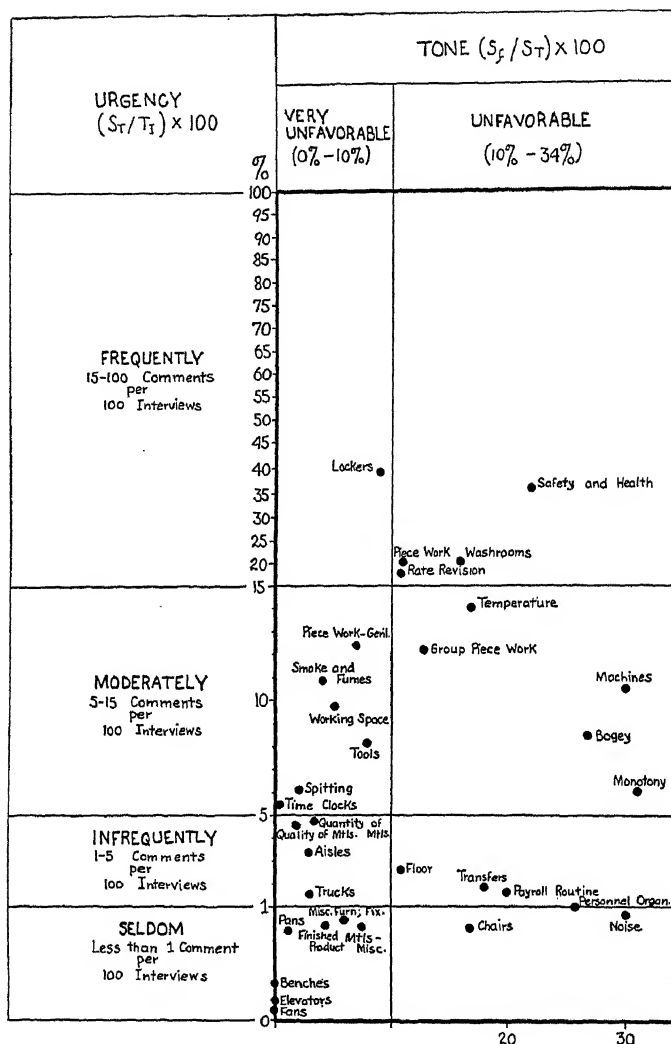 TONE (Sf/ST) X 100
URGENCY
(ST/TI) X 100
VERY
UNFAVORABLE
(0%-10%)
UNFAVORABLE
(10% - 34%)
%
100
95
90
85
80
75
70
65
60
55
50
45
40
35
30
25
20
15
10
5
1
0
FREQUENTLY
15-100 Comments
per
100 Interviews
Lockers
Safety and Health
Piece Work
Washrooms
Rate Revision
MODERATELY
5-15 Comments
per
100 Interviews
Temperature
Piece Work-Genl.
Group Piece Work
Smoke and
Fumes
Machines
Working Space
Bogey
Tools
Spitting
Monotony
Time Clocks
INFREQUENTLY
1-5 Comments
per
100 Interviews
Quantity of
Mtls.
Quality of Mtls.
Aisles
Floor
Trucks
Transfers
Payroll Routine
Personnel Organ.
SELDOM
Less than 1 Comment
per
100 Interviews
Pans
Misc. Furn; Fix.
Finished
Product
Mtls-
Misc.
Chairs
Noise
Benches
Elevators
Fans
20
30